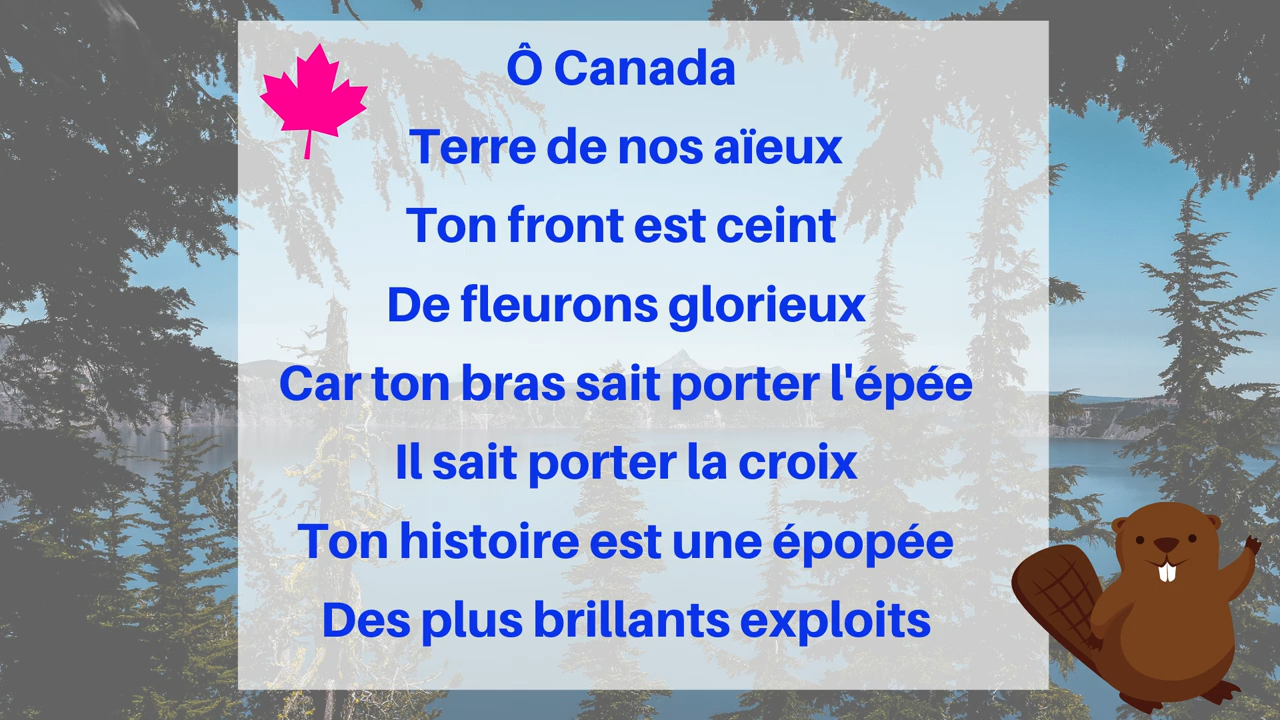 Ô Canada
Terre de nos aïeux
Ton front est ceint
De fleurons glorieux
Car ton bras sait porter l'épée
Il sait porter la croix
Ton histoire est une épopée
Des plus brillants exploits